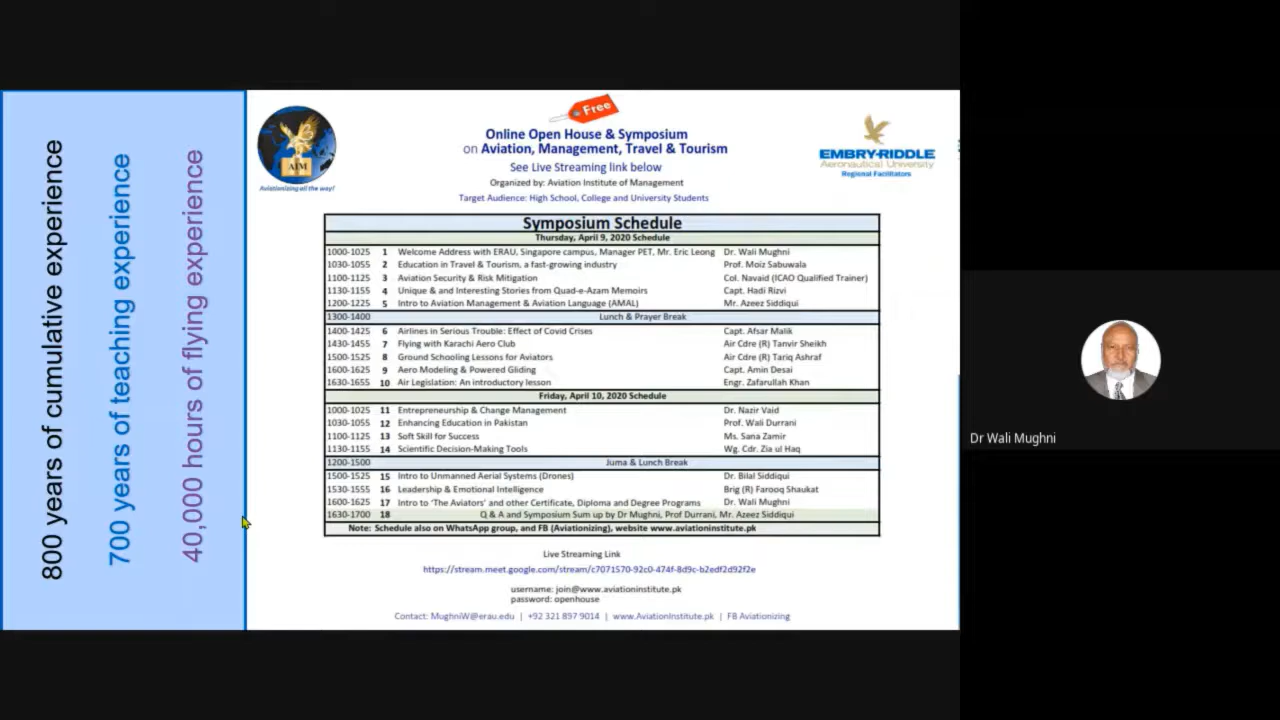 800 years of cumulative experience
700 years of teaching experience
40,000 hours of flying experience
AIM
Aviationizing all the way!
Free
Online Open House & Symposium
on Aviation, Management, Travel & Tourism
See Live Streaming link below
Organized by: Aviation Institute of Management
Target Audience: High School, College and University Students
EMBRY-RIDDLE
Aeronautical University
Regional Facilitators
Symposium Schedule
Thursday, April 9, 2020 Schedule
1000-1025 1 Welcome Address with ERAU, Singapore campus, Manager PET, Mr. Eric Leong Dr. Wali Mughni
1030-1055 2 Education in Travel & Tourism, a fast-growing industry Prof. Moiz Sabuwala
1100-1125 3 Aviation Security & Risk Mitigation Col. Navaid (ICAO Qualified Trainer)
1130-1155 4 Unique & and Interesting Stories from Quad-e-Azam Memoirs Capt. Hadi Rizvi
1200-1225 5 Intro to Aviation Management & Aviation Language (AMAL) Mr. Azeez Siddiqui
1300-1400 Lunch & Prayer Break
1400-1425 6 Airlines in Serious Trouble: Effect of Covid Crises Capt. Afsar Malik
1430-1455 7 Flying with Karachi Aero Club Air Cdre (R) Tanvir Sheikh
1500-1525 8 Ground Schooling Lessons for Aviators Air Cdre (R) Tariq Ashraf
1600-1625 9 Aero Modeling & Powered Gliding Capt. Amin Desai
1630-1655 10 Air Legislation: An introductory lesson Engr. Zafarullah Khan
Friday, April 10, 2020 Schedule
1000-1025 11 Entrepreneurship & Change Management Dr. Nazir Vaid
1030-1055 12 Enhancing Education in Pakistan Prof. Wali Durrani
1100-1125 13 Soft Skill for Success Ms. Sana Zamir
1130-1155 14 Scientific Decision-Making Tools Wg. Cdr. Zia ul Haq
1200-1500 Juma & Lunch Break
1500-1525 15 Intro to Unmanned Aerial Systems (Drones) Dr. Bilal Siddiqui
1530-1555 16 Leadership & Emotional Intelligence Brig (R) Farooq Shaukat
1600-1625 17 Intro to 'The Aviators' and other Certificate, Diploma and Degree Programs Dr. Wali Mughni
1630-1700 18 Q & A and Symposium Sum up by Dr Mughni, Prof Durrani, Mr. Azeez Siddiqui
Note: Schedule also on WhatsApp group, and FB (Aviationizing), website www.aviationinstitute.pk
Live Streaming Link
https://stream.meet.google.com/stream/c7071570-92c0-474f-8d9c-b2edf2d92f2e
username: join@www.aviationinstitute.pk
password: openhouse
Contact: MughniW@erau.edu | +92 321 897 9014 | www.AviationInstitute.pk | FB Aviationizing
Dr Wali Mughni